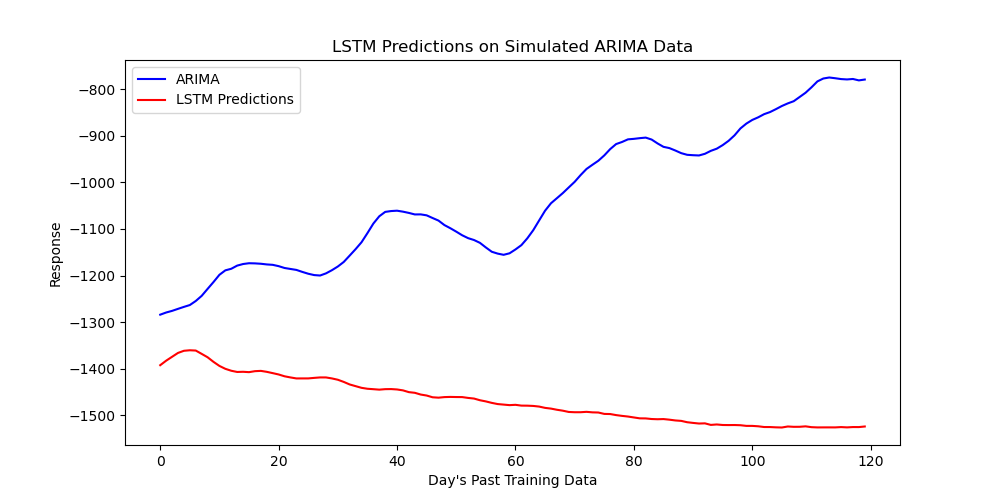 LSTM Predictions on Simulated ARIMA Data
ARIMA
LSTM Predictions
−800
−900
−1000
−1100
−1200
−1300
−1400
−1500
Response
0 20 40 60 80 100 120
Day's Past Training Data